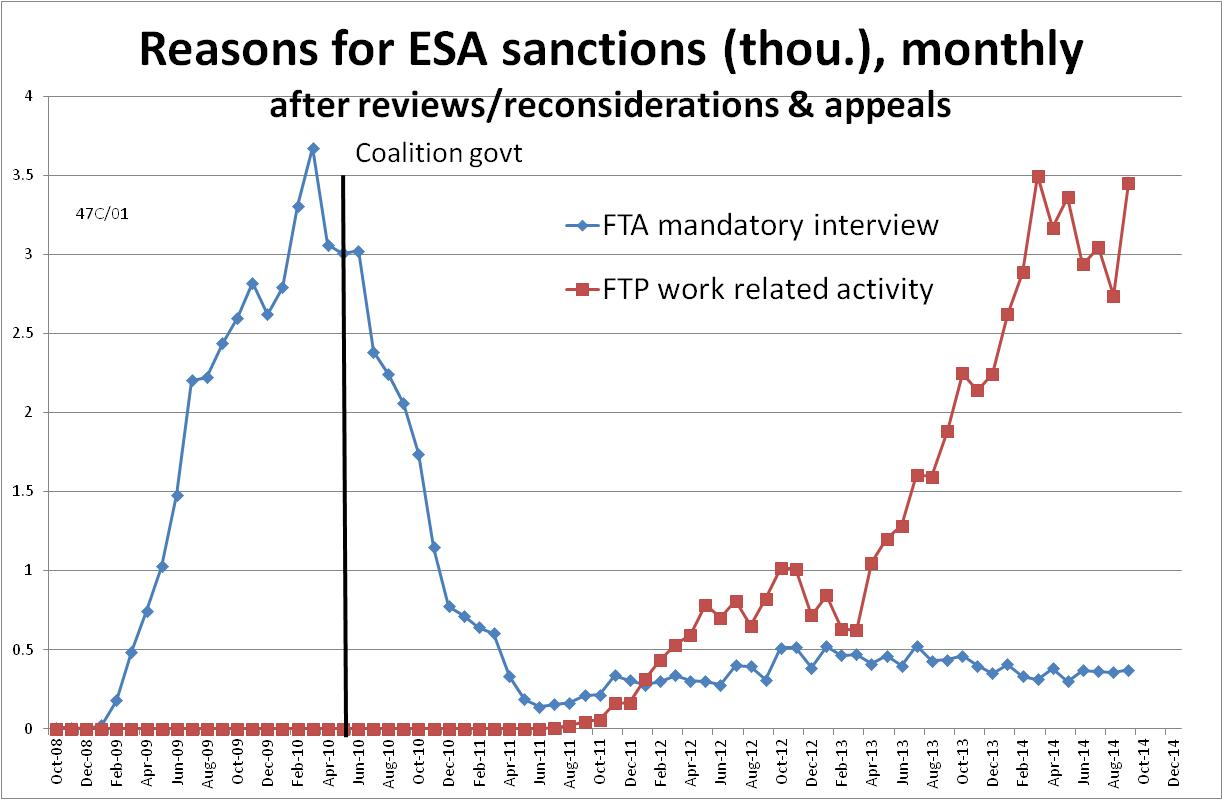 Reasons for ESA sanctions (thou.), monthly
after reviews/reconsiderations & appeals
4
Coalition govt
3.5
47C/01
FTA mandatory interview
3
FTP work related activity
2.5
2
1.5
1
0.5
0
Oct-08
Dec-08
Feb-09
Apr-09
Jun-09
Aug-09
Oct-09
Dec-09
Feb-10
Apr-10
Jun-10
Aug-10
Oct-10
Dec-10
Feb-11
Apr-11
Jun-11
Aug-11
Oct-11
Dec-11
Feb-12
Apr-12
Jun-12
Aug-12
Oct-12
Dec-12
Feb-13
Apr-13
Jun-13
Aug-13
Oct-13
Dec-13
Feb-14
Apr-14
Jun-14
Aug-14
Oct-14
Dec-14